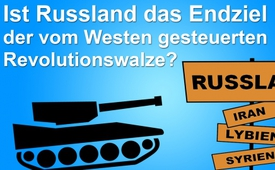 Ist Russland das Endziel
der vom Westen gesteuerten
Revolutionswalze?
RUSSLA
IRAN
LYBIEN
SYRIEN